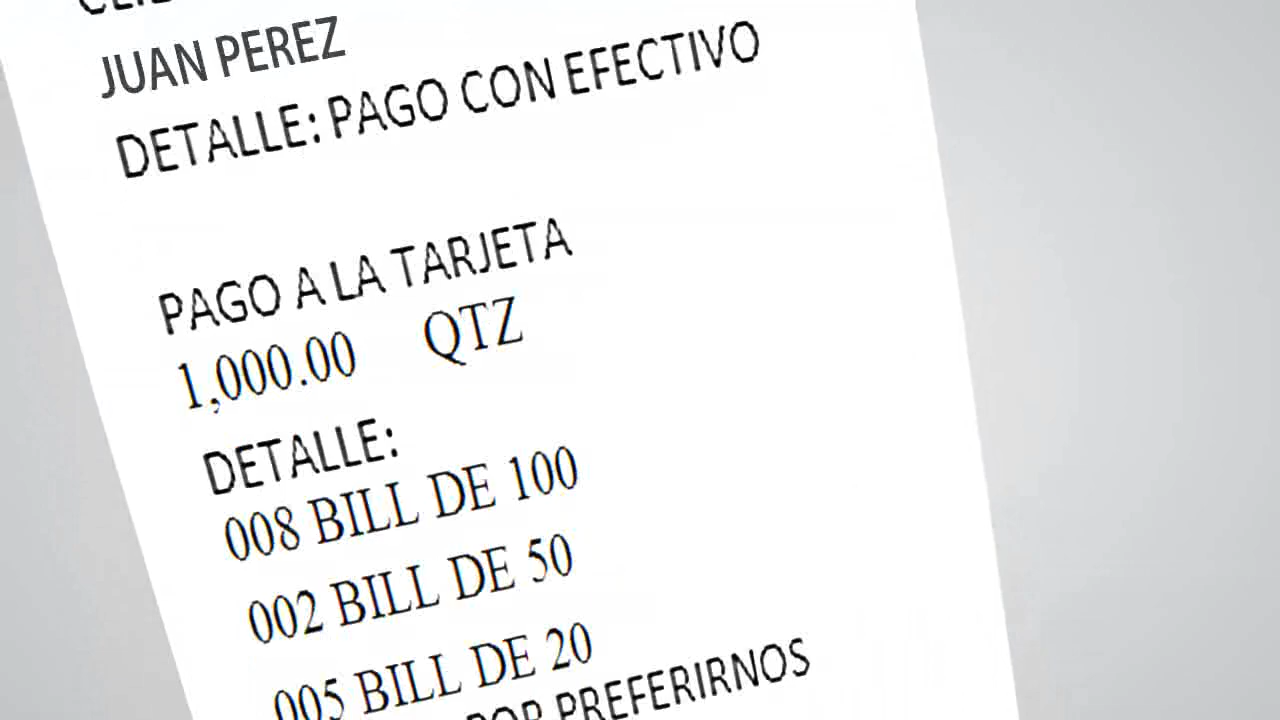 JUAN PEREZ
DETALLE: PAGO CON EFECTIVO
PAGO A LA TARJETA
1,000.00 QTZ
DETALLE:
008 BILL DE 100
002 BILL DE 50
005 BILL DE 20
POR PREFERIRNOS